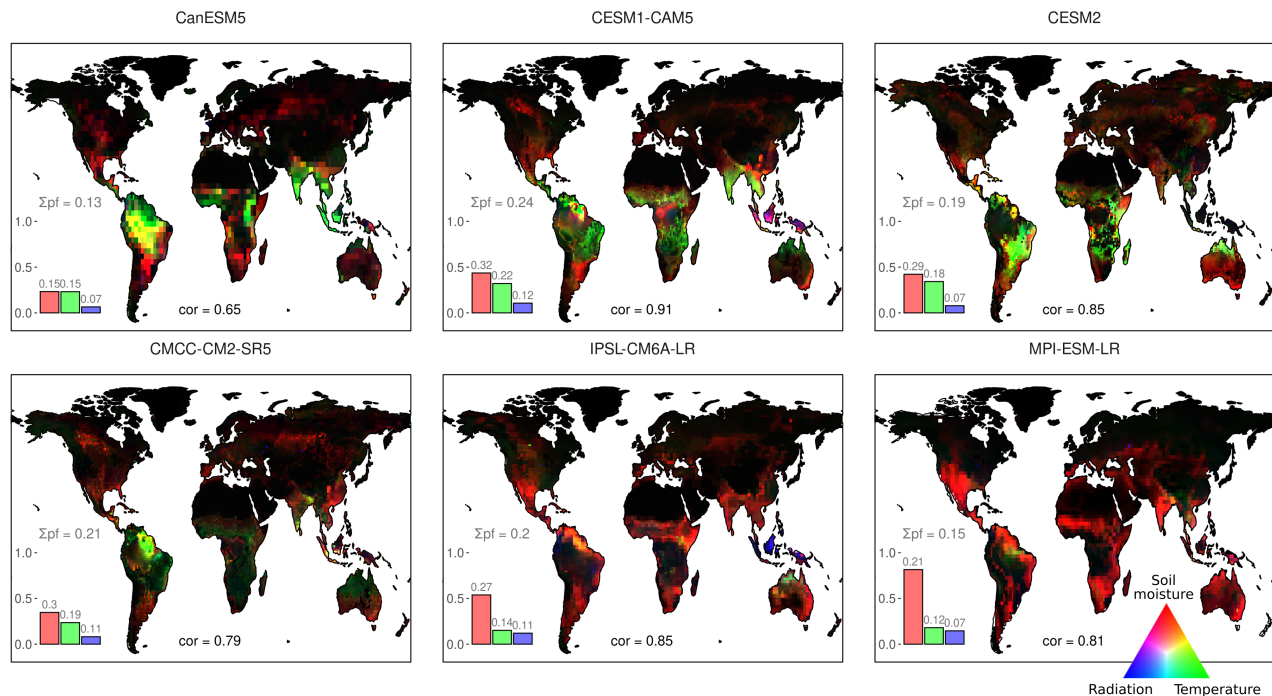 CanESM5
CESM1-CAM5
CESM2
Σpf = 0.13
1.0
0.5
0.0
0.15
0.15
0.07
cor = 0.65
Σpf = 0.24
1.0
0.5
0.0
0.32
0.22
0.12
cor = 0.91
Σpf = 0.19
1.0
0.5
0.0
0.29
0.18
0.07
cor = 0.85
CMCC-CM2-SR5
IPSL-CM6A-LR
MPI-ESM-LR
Σpf = 0.21
1.0
0.5
0.0
0.3
0.19
0.11
cor = 0.79
Σpf = 0.2
1.0
0.5
0.0
0.27
0.14
0.11
cor = 0.85
Σpf = 0.15
1.0
0.5
0.0
0.21
0.12
0.07
cor = 0.81
Soil
moisture
Radiation
Temperature